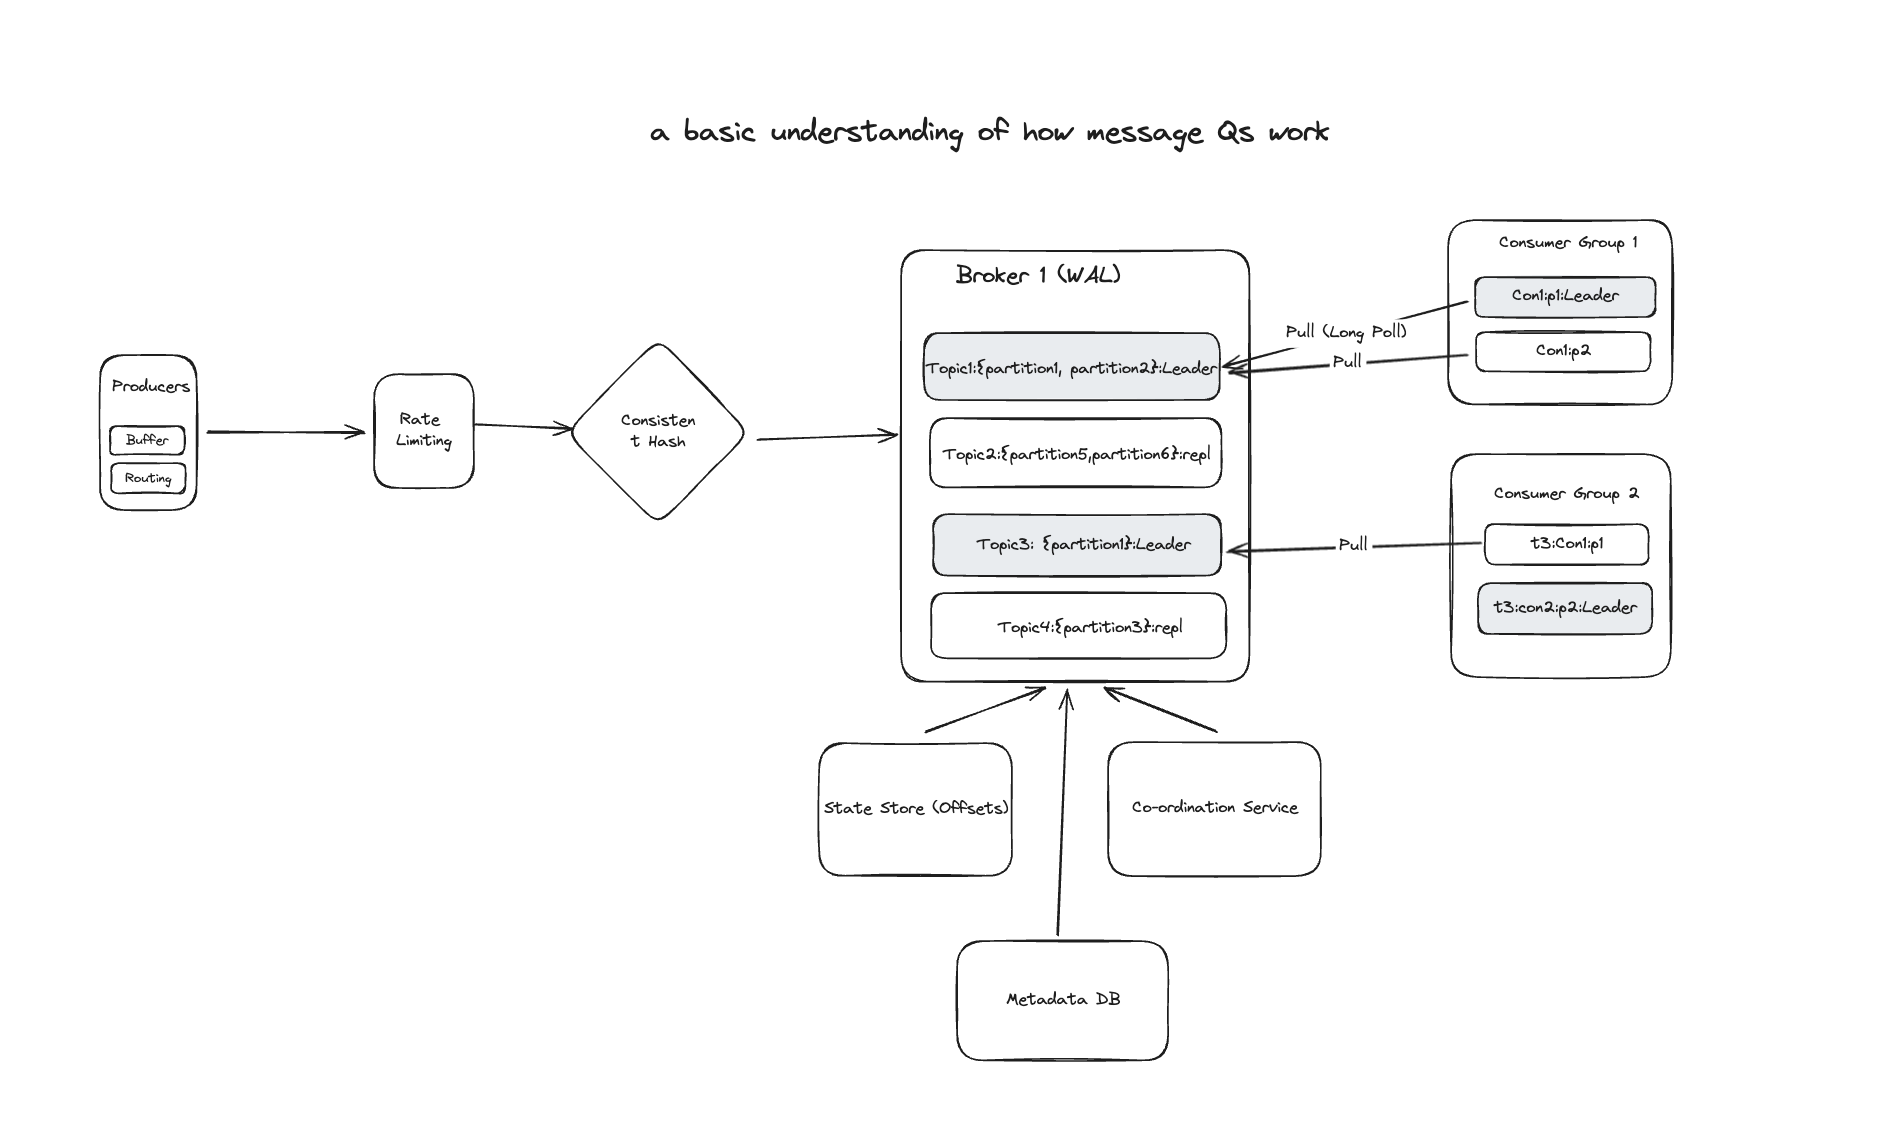 a basic understanding of how message Qs work
Producers
Buffer
Routing
Rate
Limiting
Consisten
t Hash
Broker 1 (WAL)
Topic1:{partition1, partition2}:Leader
Topic2:{partition5,partition6}:repl
Topic3: {partition1}:Leader
Topic4:{partition3}:repl
Pull (Long Poll)
Pull
Pull
Consumer Group 1
Con1:p1:Leader
Con1:p2
Consumer Group 2
t3:Con1:p1
t3:con2:p2:Leader
State Store (Offsets)
Co-ordination Service
Metadata DB